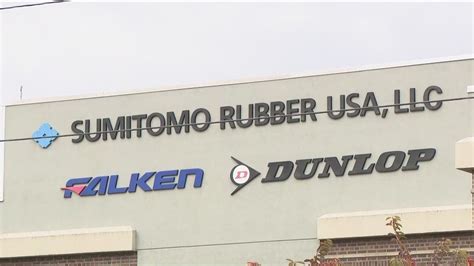 SUMITOMO RUBBER USA, LLC
FALKEN DUNLOP